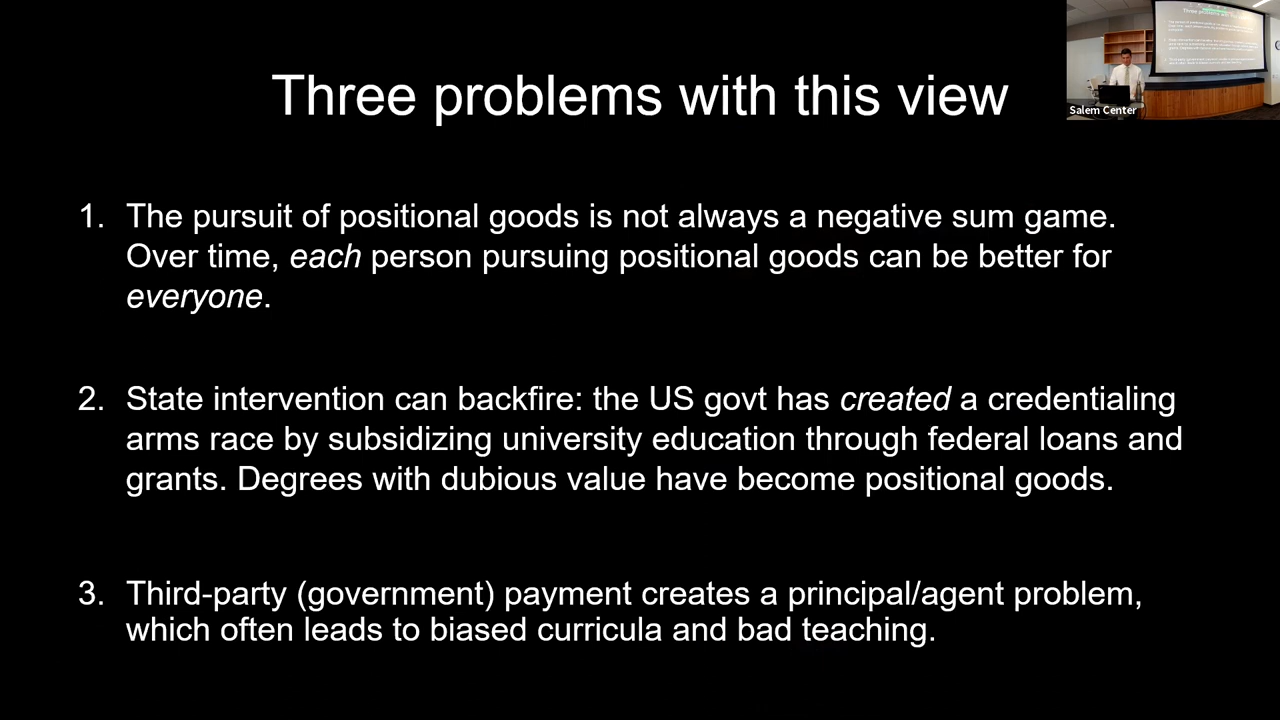 Three problems with this view
Salem Center
1. The pursuit of positional goods is not always a negative sum game.
Over time, each person pursuing positional goods can be better for
everyone.
2. State intervention can backfire: the US govt has created a credentialing
arms race by subsidizing university education through federal loans and
grants. Degrees with dubious value have become positional goods.
3. Third-party (government) payment creates a principal/agent problem,
which often leads to biased curricula and bad teaching.